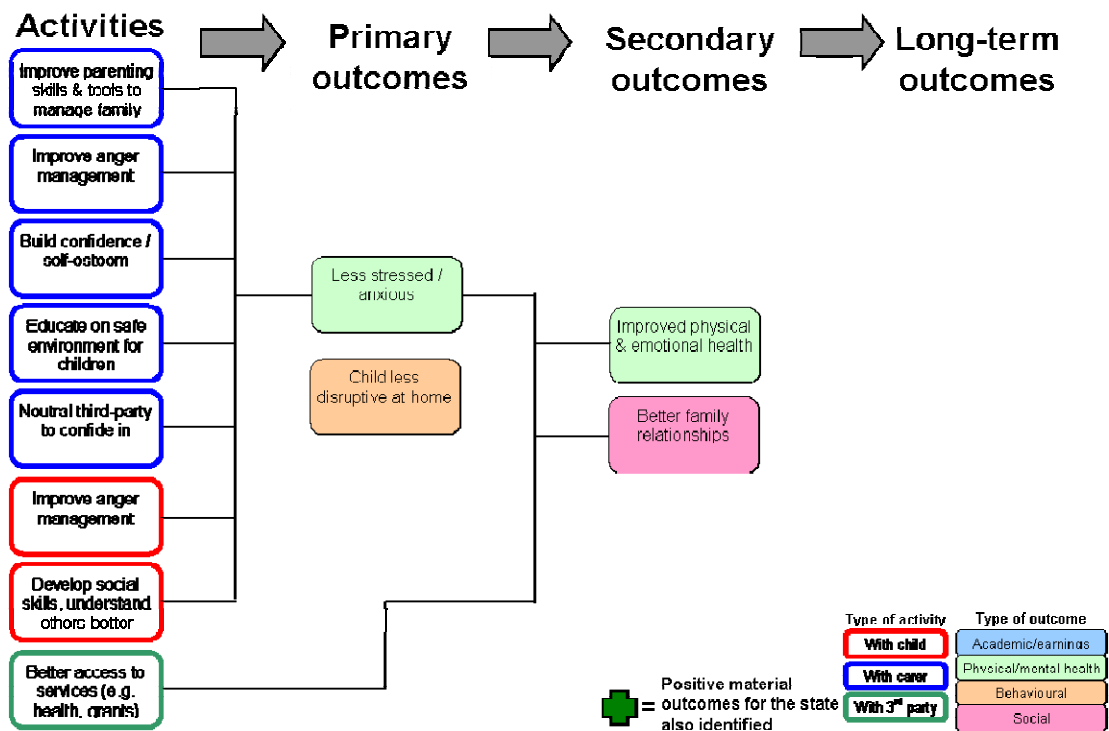 Activities
Primary
outcomes
Secondary
outcomes
Long-term
outcomes
Improve parenting
skills & tools to
manage family
Improve anger
management
Build confidence /
self-esteem
Educate on safe
environment for
children
Neutral third-party
to confide in
Improve anger
management
Develop social
skills, understand
others better
Better access to
services (e.g.
health, grants)
Less stressed /
anxious
Child less
disruptive at home
Improved physical
& emotional health
Better family
relationships
= Positive material
outcomes for the state
also identified
Type of activity
With child
With carer
With 3rd party
Type of outcome
Academic/earnings
Physical/mental health
Behavioural
Social